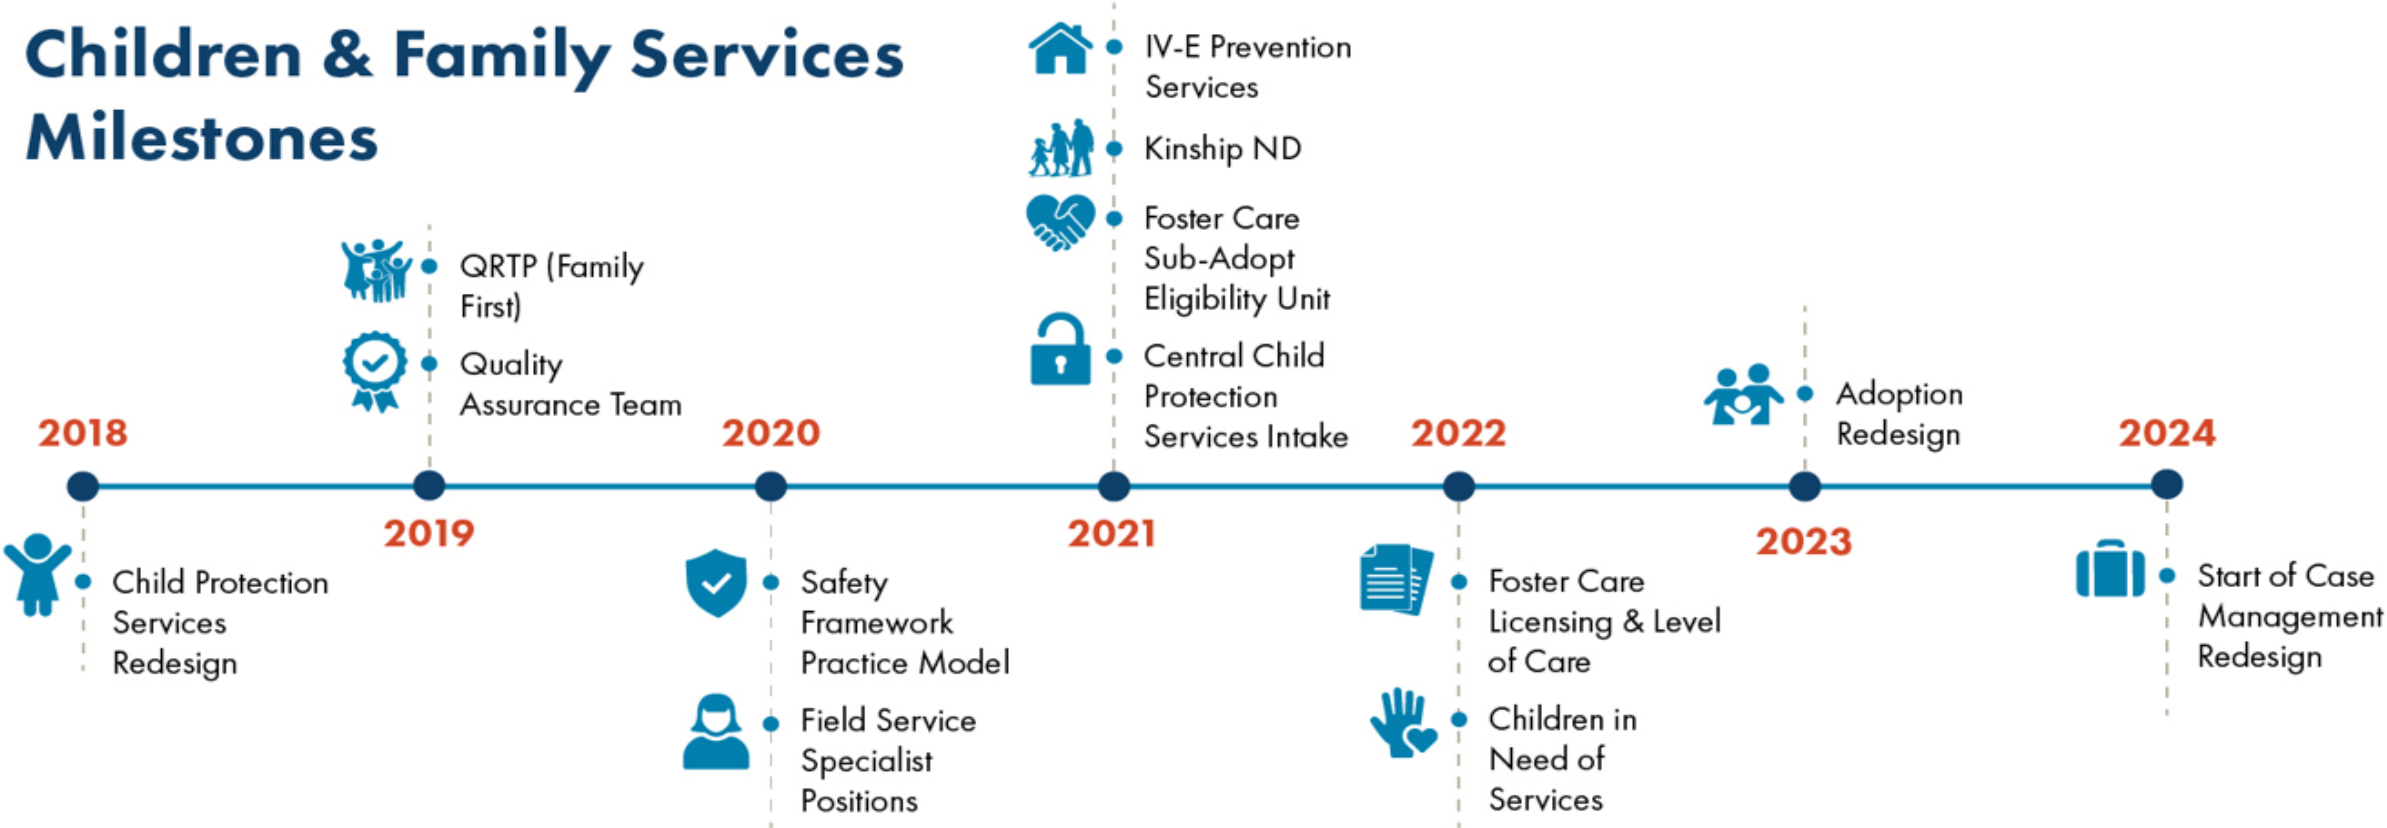 Children & Family Services
Milestones
2018
Child Protection
Services
Redesign
QRTP (Family
First)
Quality
Assurance Team
2019
2020
Safety
Framework
Practice Model
Field Service
Specialist
Positions
IV-E Prevention
Services
Kinship ND
Foster Care
Sub-Adopt
Eligibility Unit
Central Child
Protection
Services Intake
2021
2022
Foster Care
Licensing & Level
of Care
Children in
Need of
Services
Adoption
Redesign
2023
2024
Start of Case
Management
Redesign